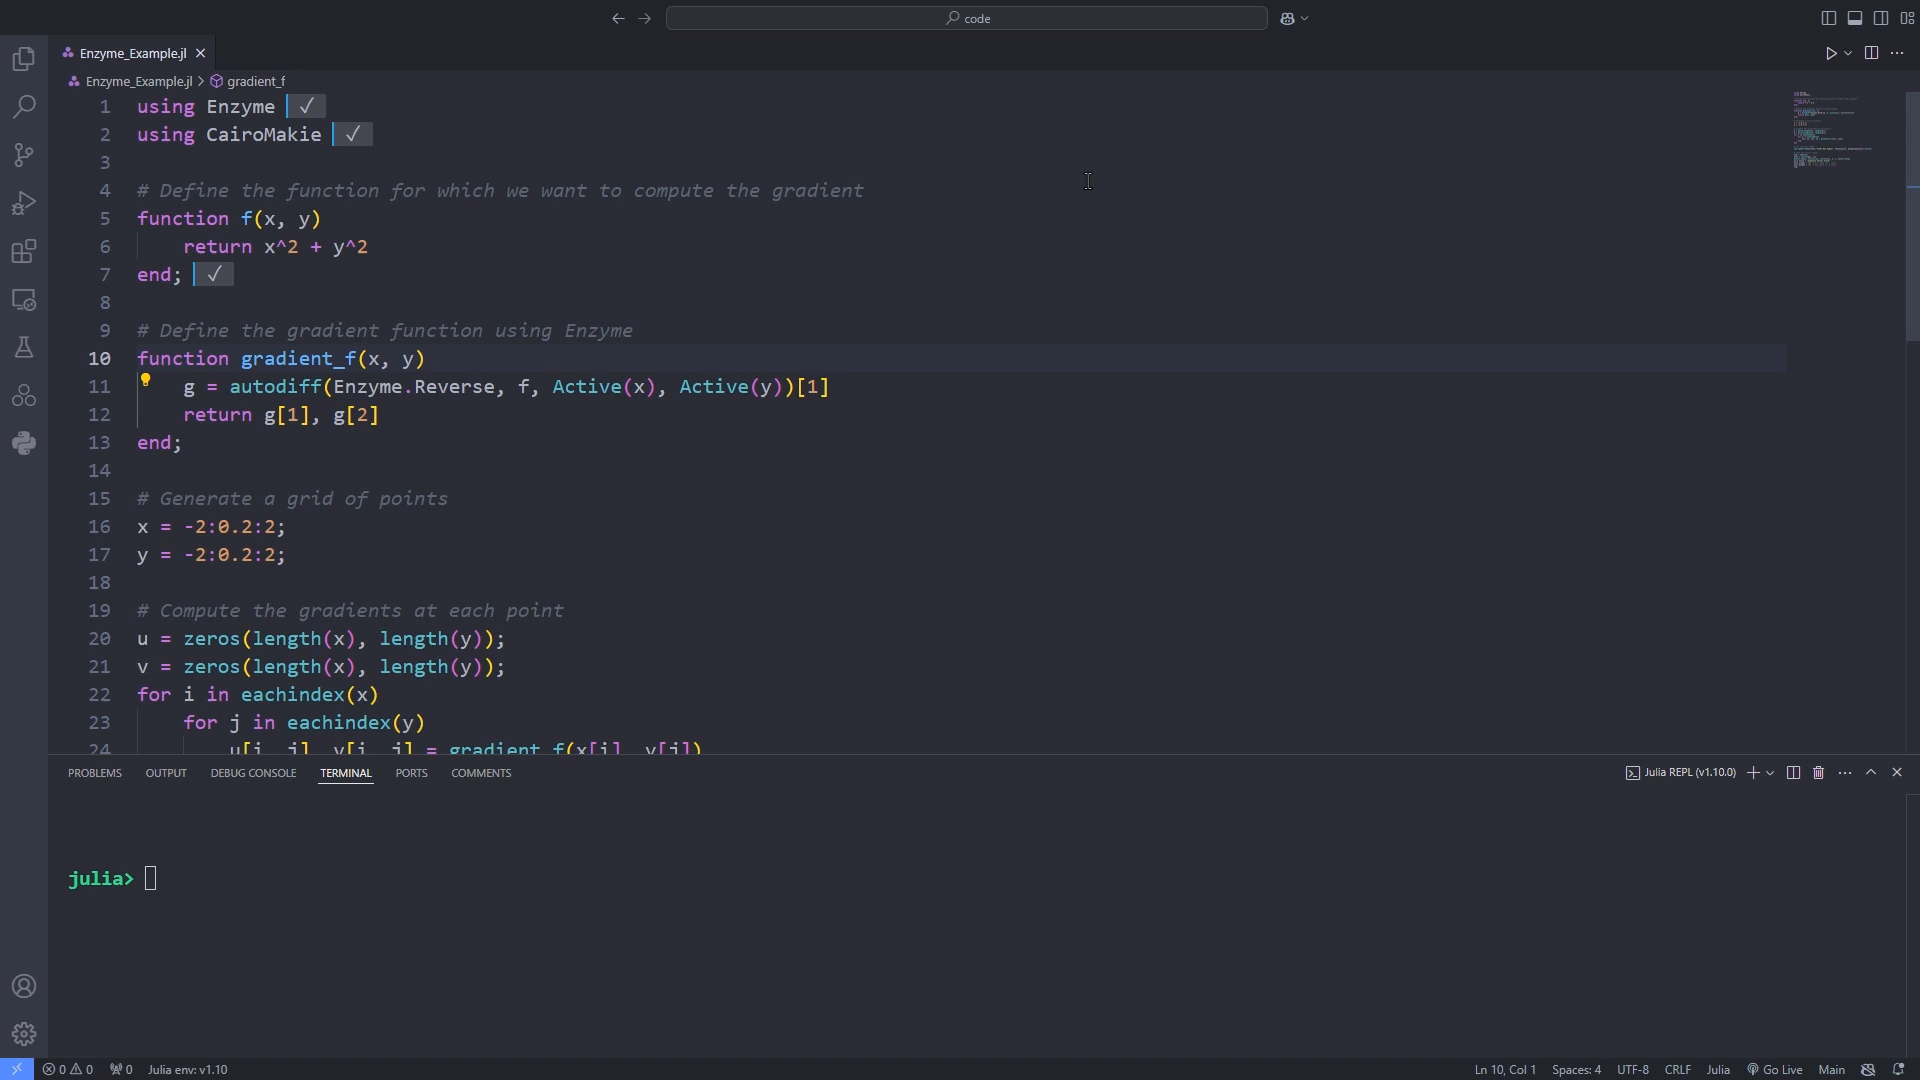 code
Enzyme_Example.jl
Enzyme_Example.jl > gradient_f
1 using Enzyme ✓
2 using CairoMakie ✓
3
4 # Define the function for which we want to compute the gradient
5 function f(x, y)
6 return x^2 + y^2
7 end; ✓
8
9 # Define the gradient function using Enzyme
10 function gradient_f(x, y)
11 g = autodiff(Enzyme.Reverse, f, Active(x), Active(y))[1]
12 return g[1], g[2]
13 end;
14
15 # Generate a grid of points
16 x = -2:0.2:2;
17 y = -2:0.2:2;
18
19 # Compute the gradients at each point
20 u = zeros(length(x), length(y));
21 v = zeros(length(x), length(y));
22 for i in eachindex(x)
23 for j in eachindex(y)
24 u[i, j], v[i, j] = gradient_f(x[i], y[j])
PROBLEMS OUTPUT DEBUG CONSOLE TERMINAL PORTS COMMENTS Julia REPL (v1.10.0)
julia>
0 0 0 Julia env: v1.10 Ln 10, Col 1 Spaces: 4 UTF-8 CRLF Julia Go Live Main